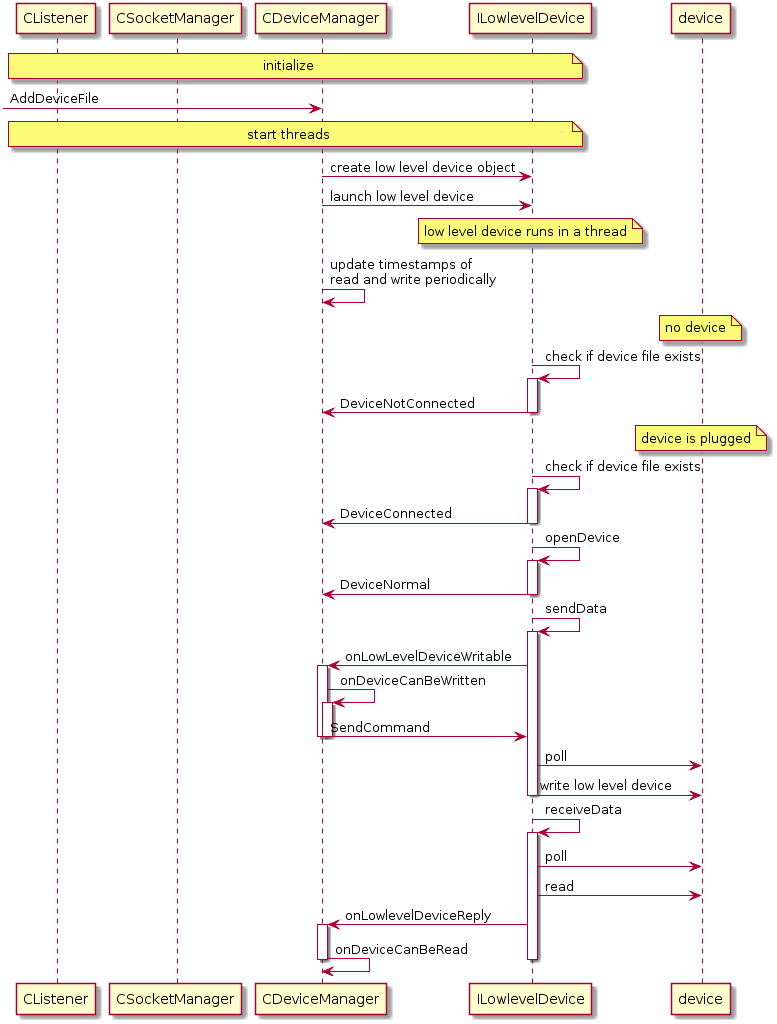 CListener
CSocketManager
CDeviceManager
ILowlevelDevice
device
initialize
AddDeviceFile
start threads
create low level device object
launch low level device
low level device runs in a thread
update timestamps of
read and write periodically
no device
check if device file exists
DeviceNotConnected
device is plugged
check if device file exists
DeviceConnected
openDevice
DeviceNormal
sendData
onLowLevelDeviceWritable
onDeviceCanBeWritten
SendCommand
poll
write low level device
receiveData
poll
read
onLowlevelDeviceReply
onDeviceCanBeRead
CListener
CSocketManager
CDeviceManager
ILowlevelDevice
device